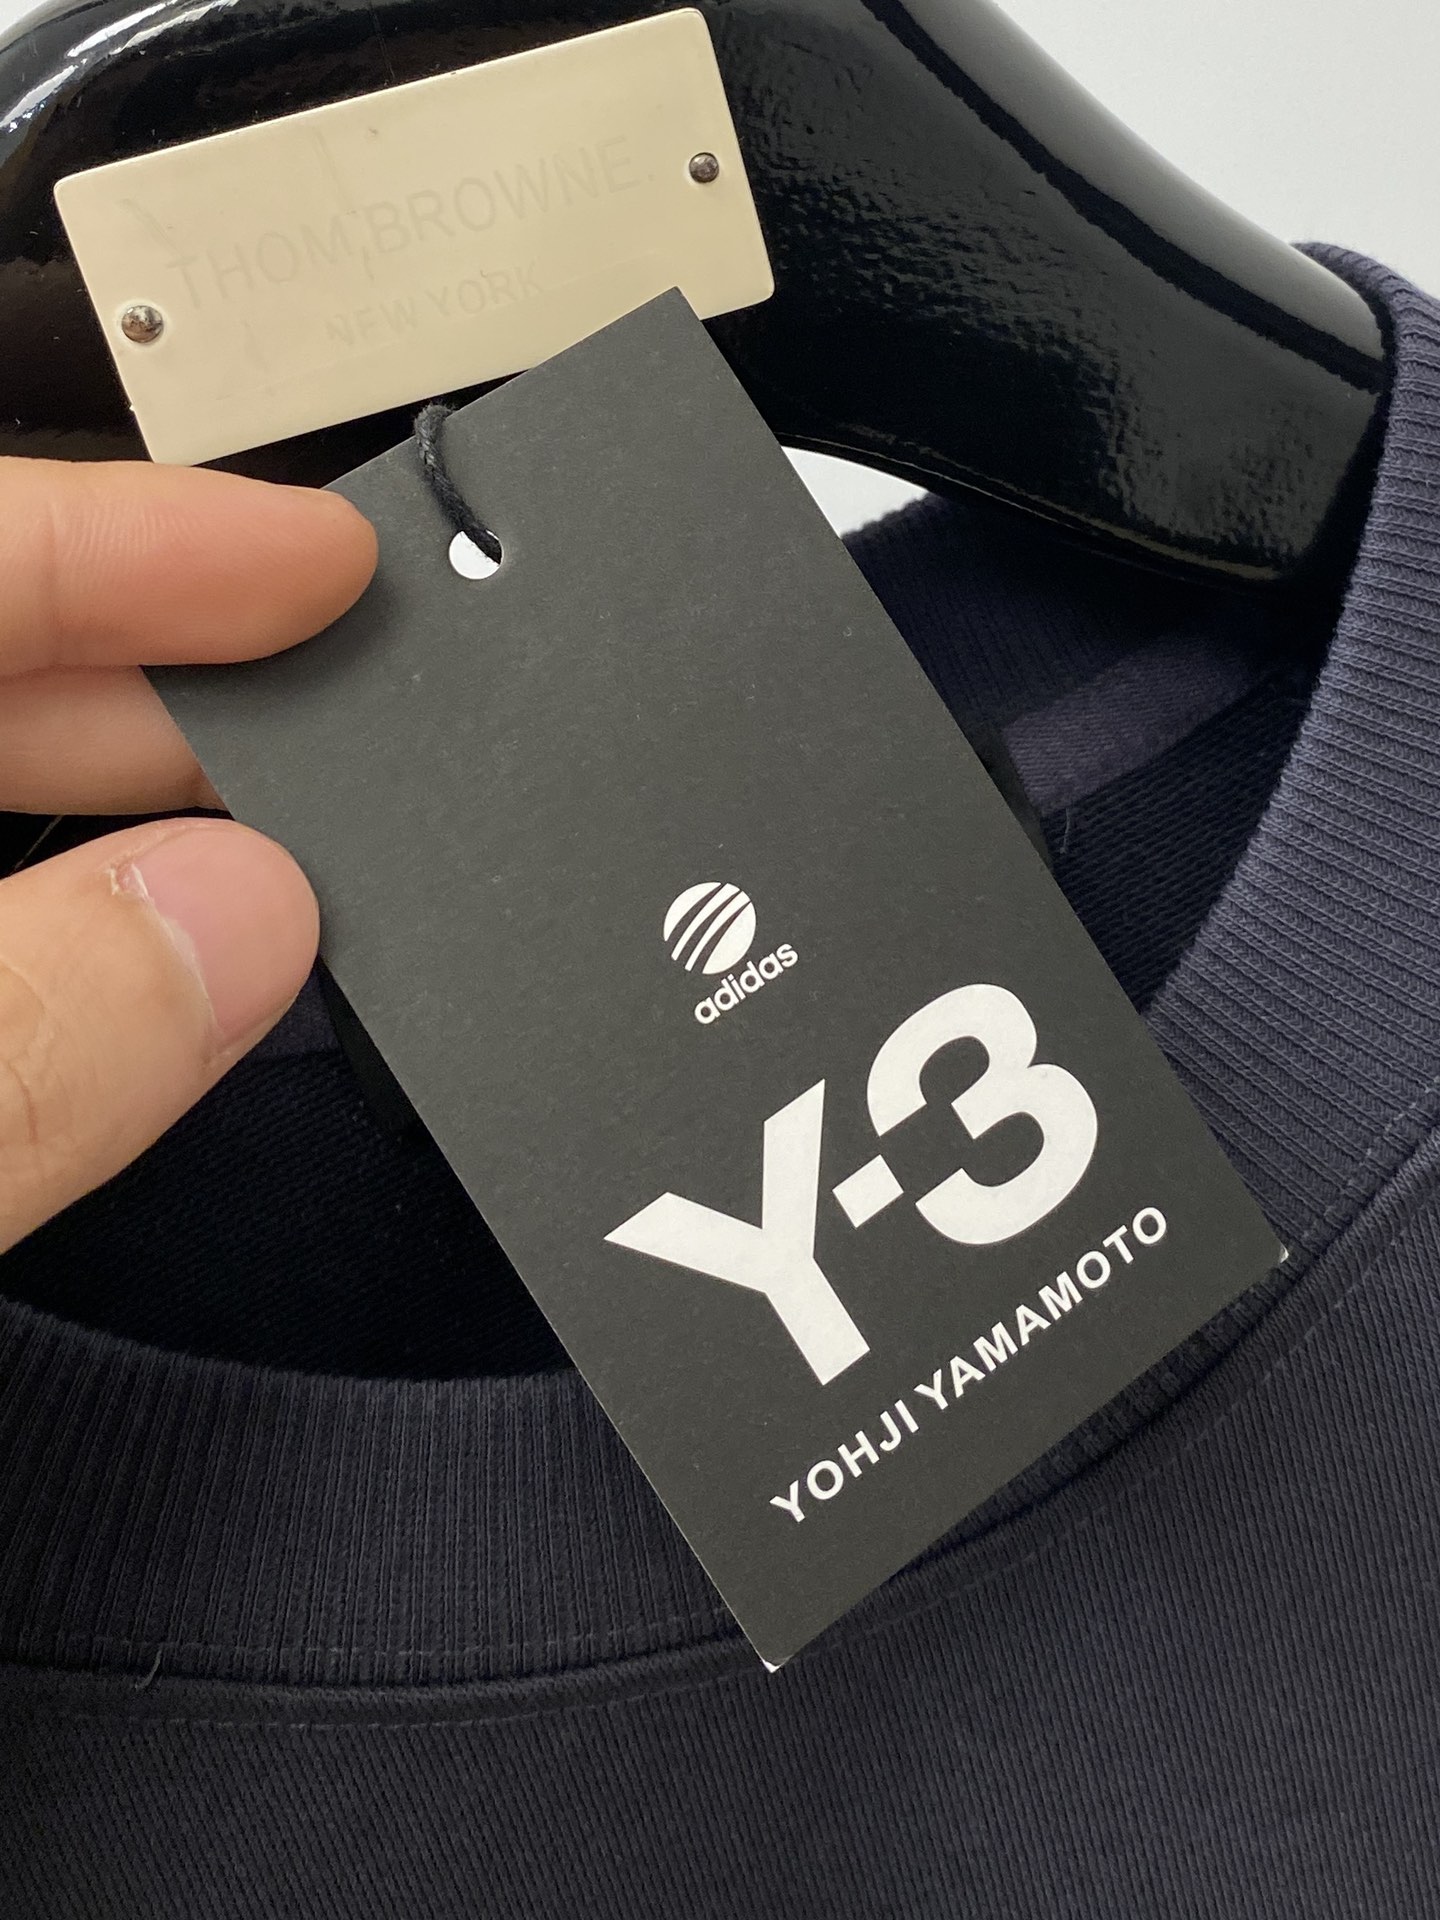 THOM BROWNE.
NEW YORK
adidas
Y-3
YOHJI YAMAMOTO